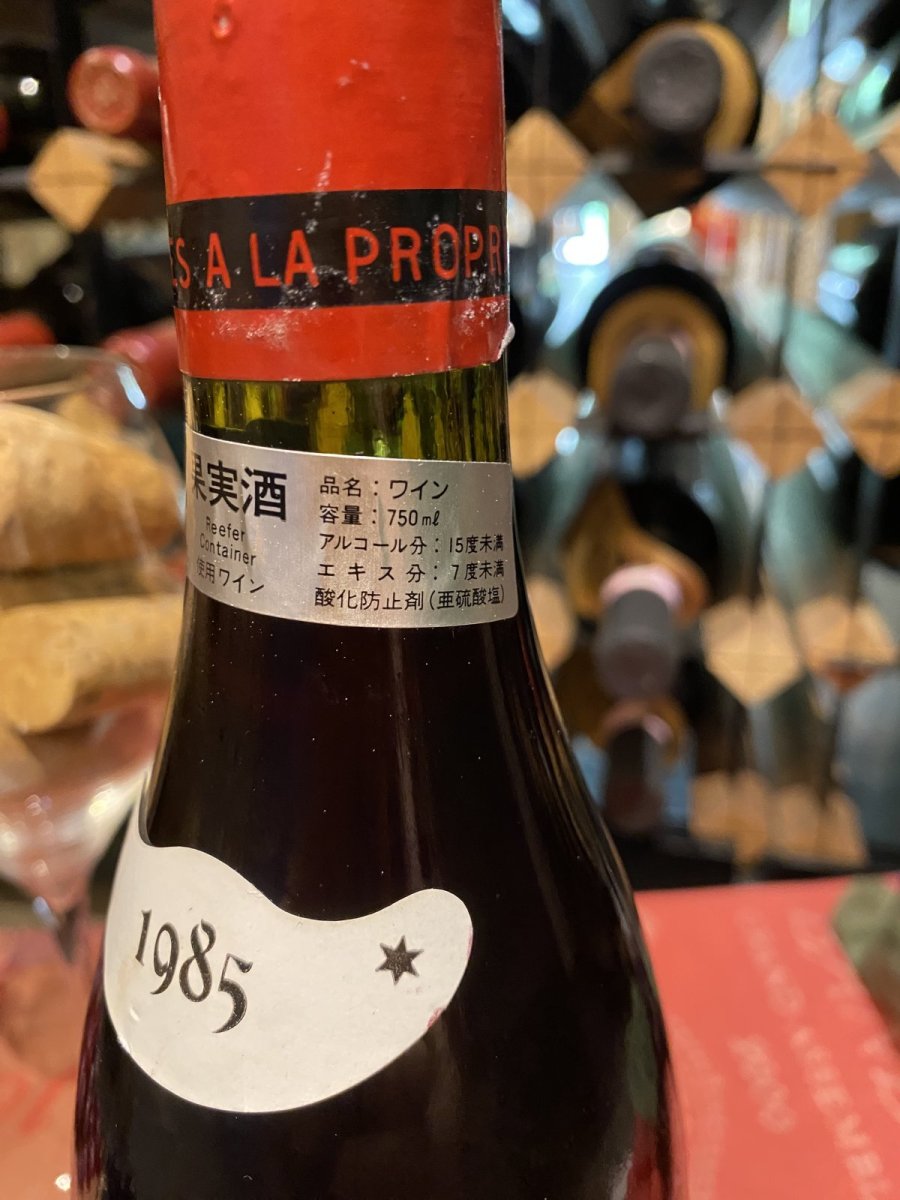 ES A LA PROPR
果実酒
Reefer
Container
使用ワイン
品名：ワイン
容量：750㎖
アルコール分：15度未満
エキス分：7度未満
酸化防止剤(亜硫酸塩)
1985